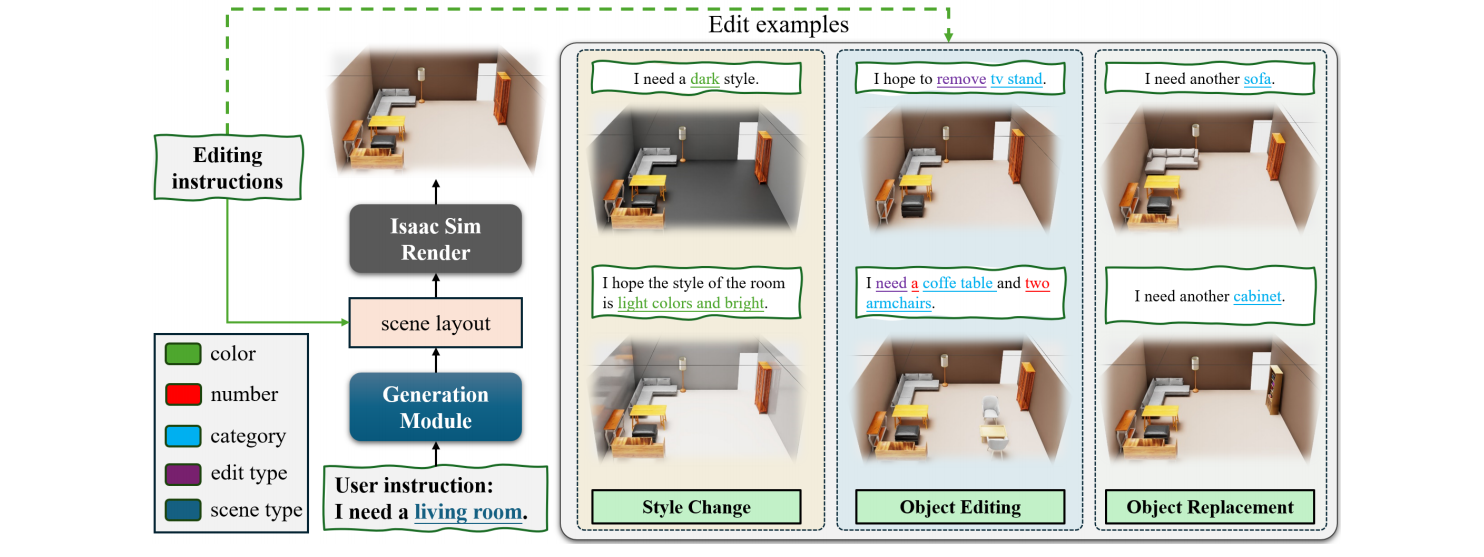 Edit examples
Editing
instructions
Isaac Sim
Render
scene layout
Generation
Module
User instruction:
I need a living room.
color
number
category
edit type
scene type
I need a dark style.
I hope the style of the room
is light colors and bright.
Style Change
I hope to remove tv stand.
I need a coffe table and two
armchairs.
Object Editing
I need another sofa.
I need another cabinet.
Object Replacement